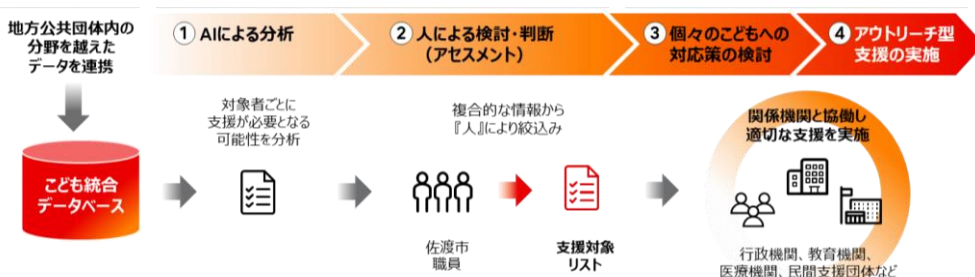 地方公共団体内の
分野を越えた
データを連携
こども統合
データベース
① AIによる分析
対象者ごとに
支援が必要となる
可能性を分析
② 人による検討・判断
(アセスメント)
複合的な情報から
『人』により絞込み
佐渡市
職員
支援対象
リスト
③ 個々のこどもへの
対応策の検討
④ アウトリーチ型
支援の実施
関係機関と協働し
適切な支援を実施
行政機関、教育機関、
医療機関、民間支援団体など